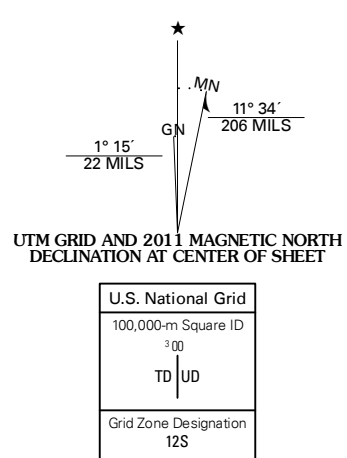 ★
MN
GN
11° 34´
206 MILS
1° 15´
22 MILS
UTM GRID AND 2011 MAGNETIC NORTH
DECLINATION AT CENTER OF SHEET
U.S. National Grid
100,000-m Square ID
³00
TD UD
Grid Zone Designation
12S